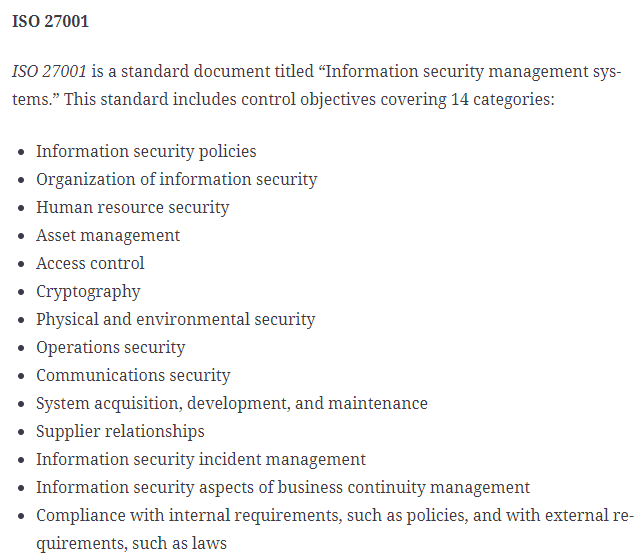 ISO 27001
ISO 27001 is a standard document titled “Information security management sys-
tems.” This standard includes control objectives covering 14 categories:
• Information security policies
• Organization of information security
• Human resource security
• Asset management
• Access control
• Cryptography
• Physical and environmental security
• Operations security
• Communications security
• System acquisition, development, and maintenance
• Supplier relationships
• Information security incident management
• Information security aspects of business continuity management
• Compliance with internal requirements, such as policies, and with external re-
quirements, such as laws